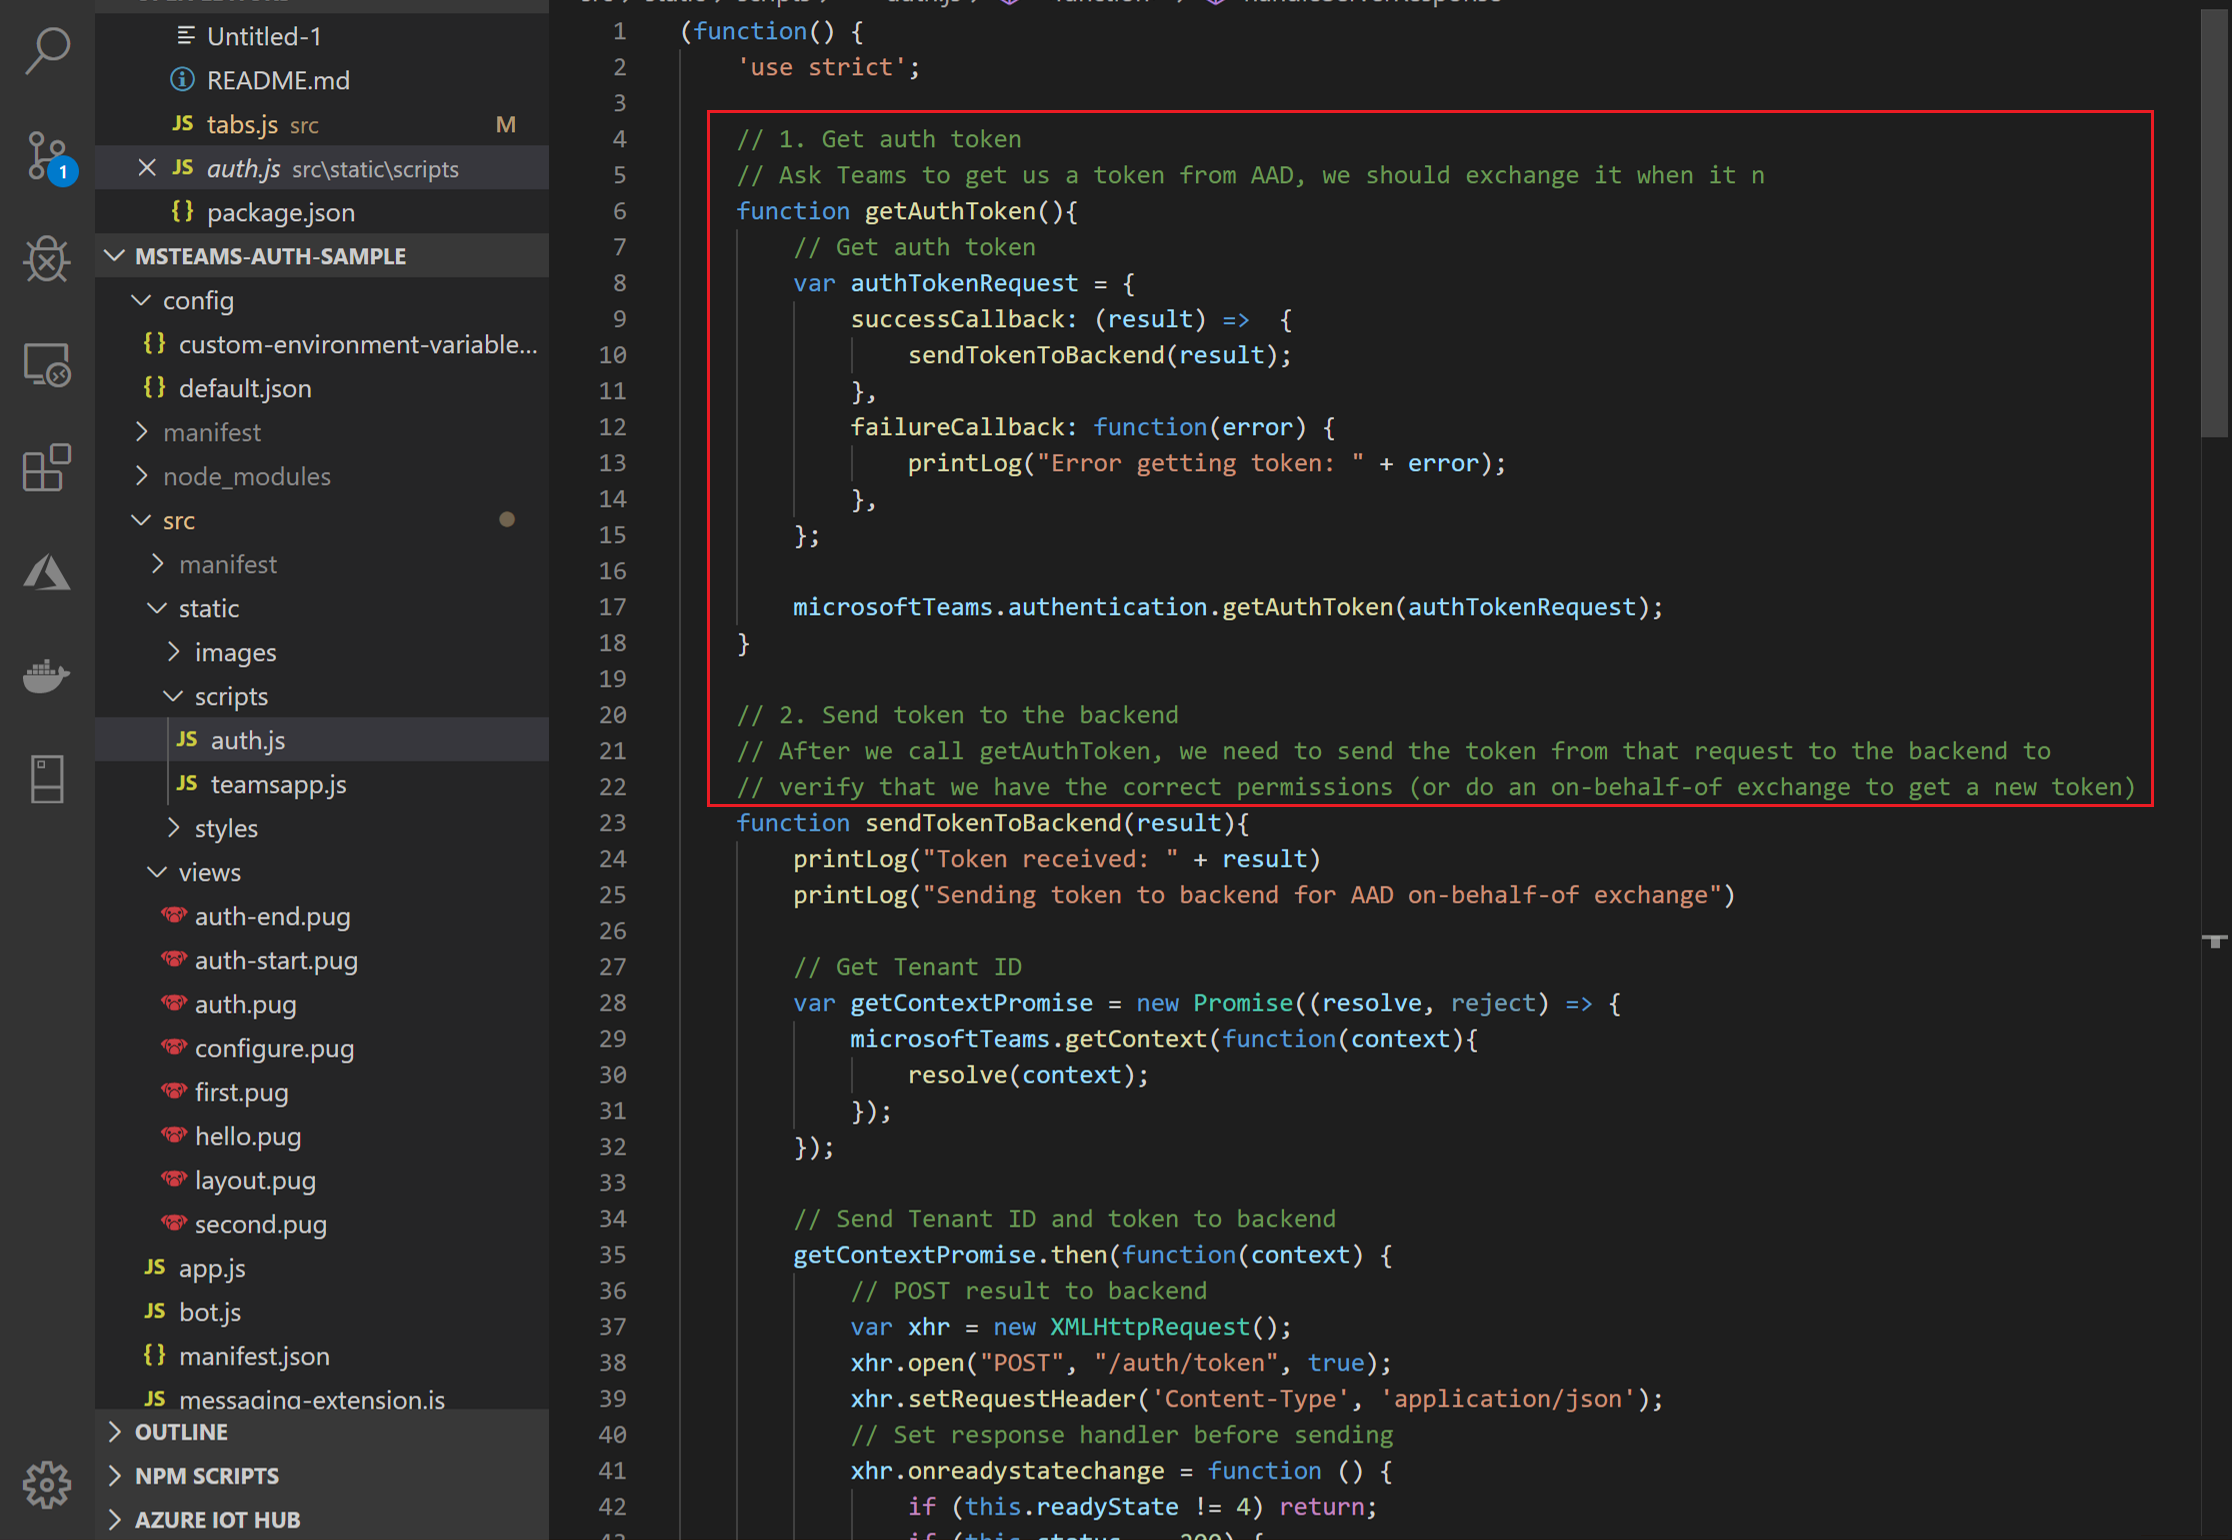 Untitled-1
README.md
tabs.js src M
auth.js src\static\scripts
package.json
MSTEAMS-AUTH-SAMPLE
config
custom-environment-variable...
default.json
manifest
node_modules
src
manifest
static
images
scripts
auth.js
teamsapp.js
styles
views
auth-end.pug
auth-start.pug
auth.pug
configure.pug
first.pug
hello.pug
layout.pug
second.pug
app.js
bot.js
manifest.json
messaging-extension.js
OUTLINE
NPM SCRIPTS
AZURE IOT HUB
1
1 (function() {
2 'use strict';
3
4 // 1. Get auth token
5 // Ask Teams to get us a token from AAD, we should exchange it when it n
6 function getAuthToken(){
7 // Get auth token
8 var authTokenRequest = {
9 successCallback: (result) =>  {
10 sendTokenToBackend(result);
11 },
12 failureCallback: function(error) {
13 printLog("Error getting token: " + error);
14 },
15 };
16
17 microsoftTeams.authentication.getAuthToken(authTokenRequest);
18 }
19
20 // 2. Send token to the backend
21 // After we call getAuthToken, we need to send the token from that request to the backend to
22 // verify that we have the correct permissions (or do an on-behalf-of exchange to get a new token)
23 function sendTokenToBackend(result){
24 printLog("Token received: " + result)
25 printLog("Sending token to backend for AAD on-behalf-of exchange")
26
27 // Get Tenant ID
28 var getContextPromise = new Promise((resolve, reject) => {
29 microsoftTeams.getContext(function(context){
30 resolve(context);
31 });
32 });
33
34 // Send Tenant ID and token to backend
35 getContextPromise.then(function(context) {
36 // POST result to backend
37 var xhr = new XMLHttpRequest();
38 xhr.open("POST", "/auth/token", true);
39 xhr.setRequestHeader('Content-Type', 'application/json');
40 // Set response handler before sending
41 xhr.onreadystatechange = function () {
42 if (this.readyState != 4) return;